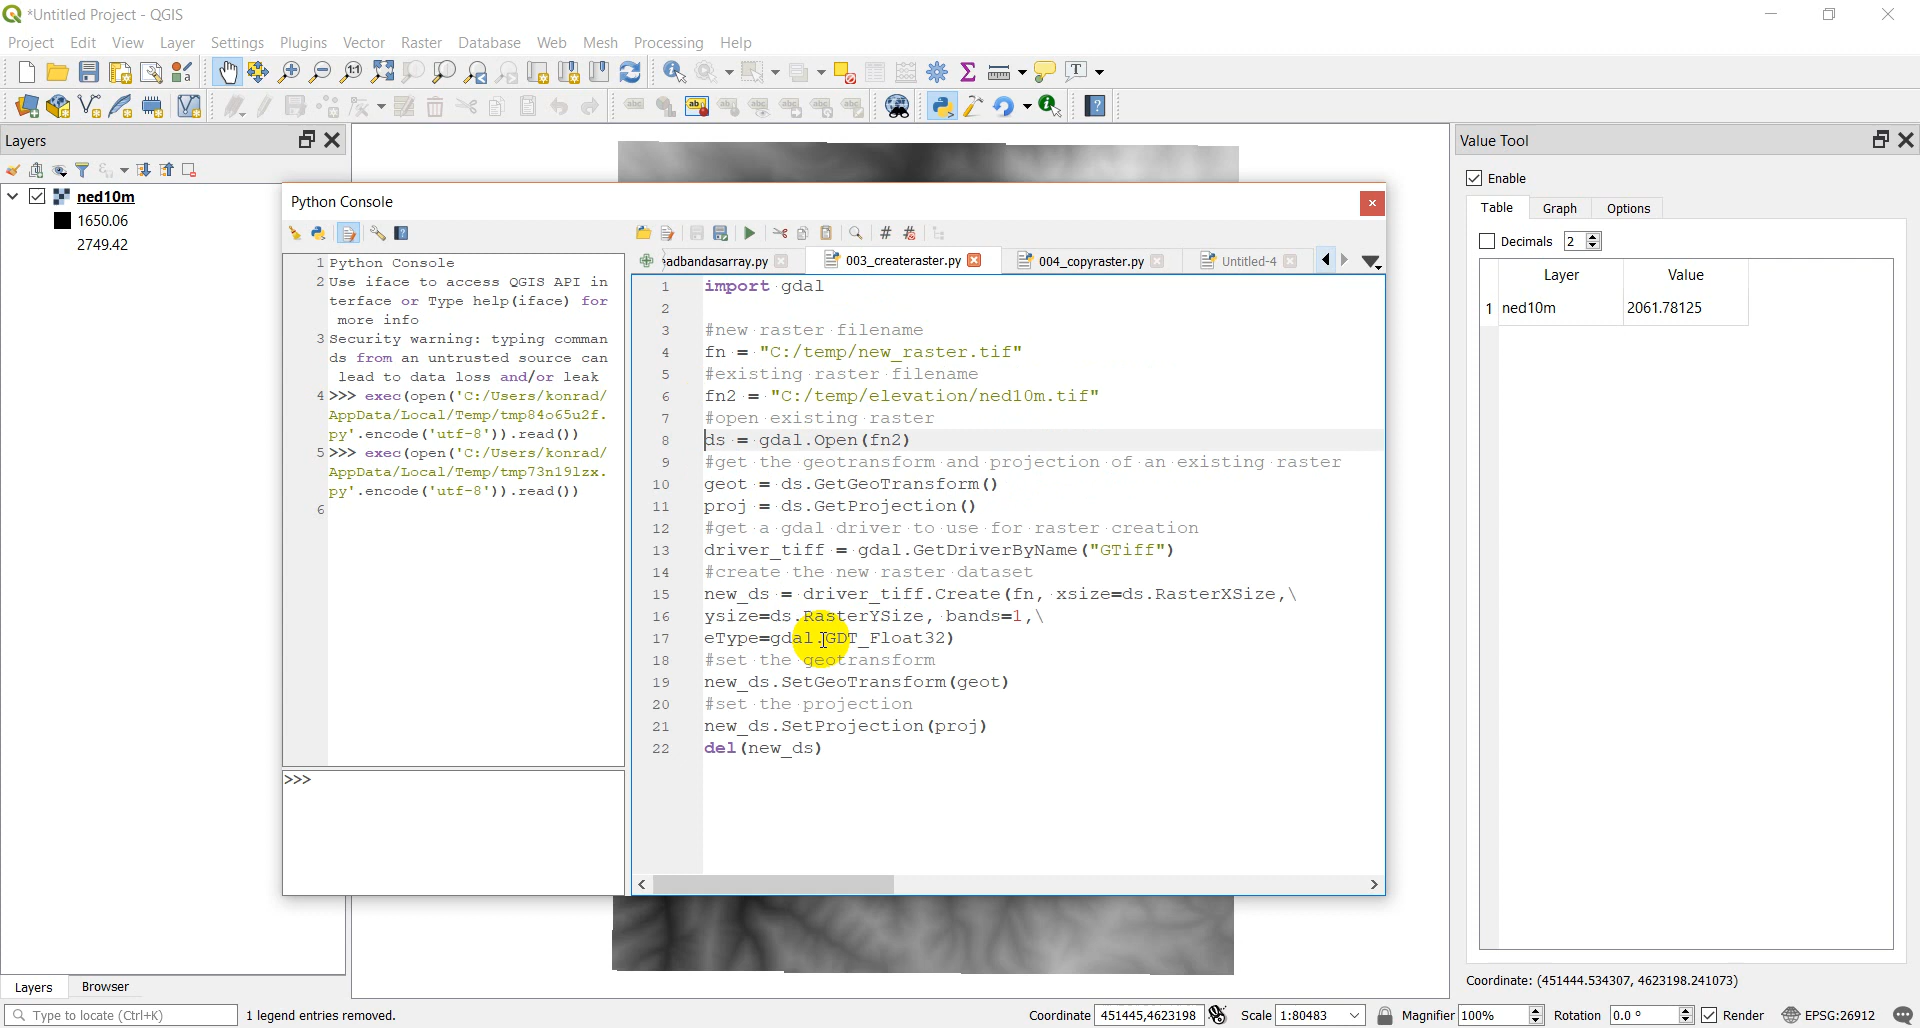 *Untitled Project - QGIS
Project Edit View Layer Settings Plugins Vector Raster Database Web Mesh Processing Help
Layers
ned10m
1650.06
2749.42
Python Console
1 Python Console
2 Use iface to access QGIS API in
terface or Type help(iface) for
more info
3 Security warning: typing comman
ds from an untrusted source can
lead to data loss and/or leak
4 >>> exec(open('C:/Users/konrad/
AppData/Local/Temp/tmp84o65u2f.
py'.encode('utf-8')).read())
5 >>> exec(open('C:/Users/konrad/
AppData/Local/Temp/tmp73n19lzx.
py'.encode('utf-8')).read())
6
>>>
adbandasarray.py 003_createraster.py 004_copyraster.py Untitled-4
1 import gdal
2
3 #new raster filename
4 fn = "C:/temp/new_raster.tif"
5 #existing raster filename
6 fn2 = "C:/temp/elevation/ned10m.tif"
7 #open existing raster
8 ds = gdal.Open(fn2)
9 #get the geotransform and projection of an existing raster
10 geot = ds.GetGeoTransform()
11 proj = ds.GetProjection()
12 #get a gdal driver to use for raster creation
13 driver_tiff = gdal.GetDriverByName("GTiff")
14 #create the new raster dataset
15 new_ds = driver_tiff.Create(fn, xsize=ds.RasterXSize,\
16 ysize=ds.RasterYSize, bands=1,\
17 eType=gdal.GDT_Float32)
18 #set the geotransform
19 new_ds.SetGeoTransform(geot)
20 #set the projection
21 new_ds.SetProjection(proj)
22 del(new_ds)
Value Tool
Enable
Table Graph Options
Decimals 2
Layer Value
1 ned10m 2061.78125
Coordinate: (451444.534307, 4623198.241073)
Layers Browser
Type to locate (Ctrl+K) 1 legend entries removed. Coordinate 451445,4623198 Scale 1:80483 Magnifier 100% Rotation 0.0 ° Render EPSG:26912